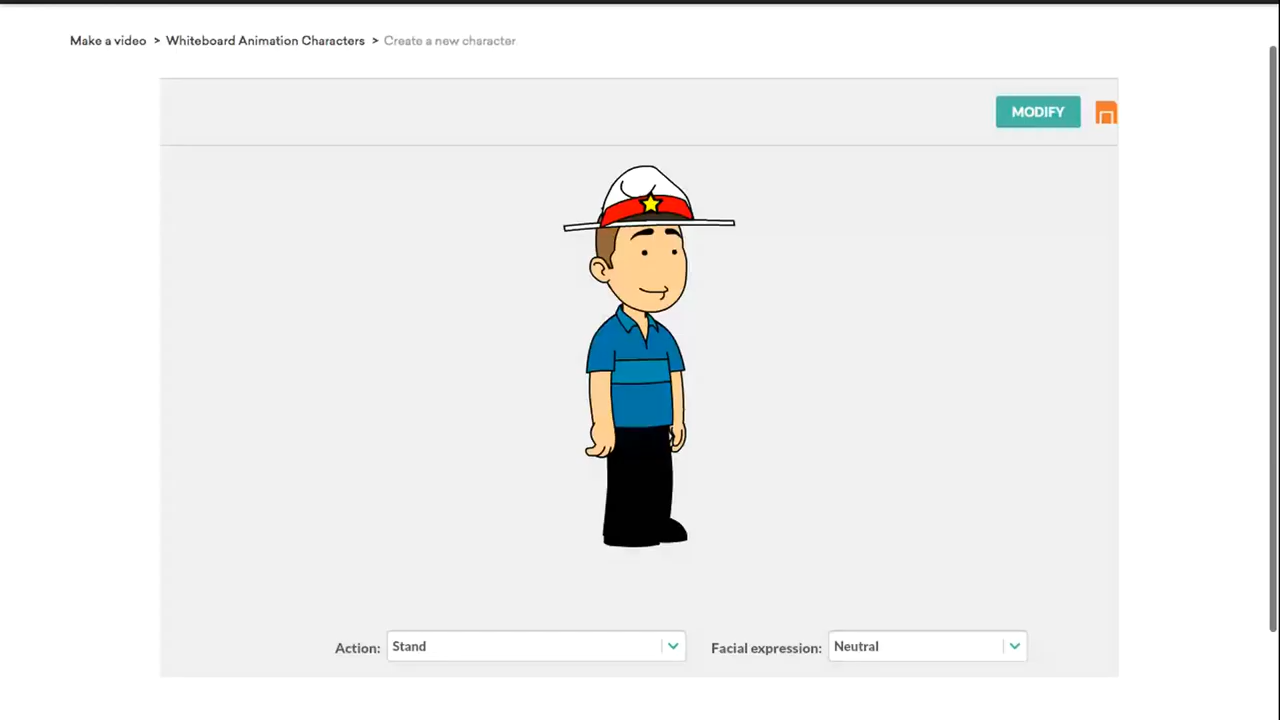 Make a video > Whiteboard Animation Characters > Create a new character
MODIFY
Action: Stand Facial expression: Neutral